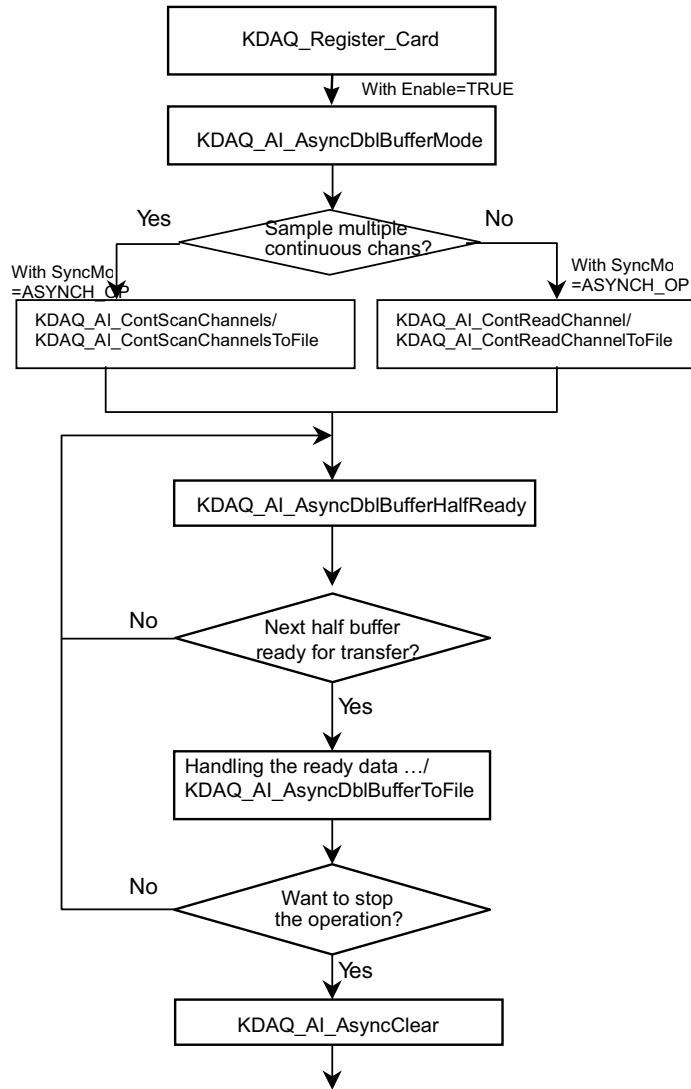 KDAQ_Register_Card
With Enable=TRUE
KDAQ_AI_AsyncDblBufferMode
Yes
No
Sample multiple
continuous chans?
With SyncMo
=ASYNCH_OP
With SyncMo
=ASYNCH_OP
KDAQ_AI_ContScanChannels/
KDAQ_AI_ContScanChannelsToFile
KDAQ_AI_ContReadChannel/
KDAQ_AI_ContReadChannelToFile
KDAQ_AI_AsyncDblBufferHalfReady
No
Next half buffer
ready for transfer?
Yes
Handling the ready data …/
KDAQ_AI_AsyncDblBufferToFile
No
Want to stop
the operation?
Yes
KDAQ_AI_AsyncClear